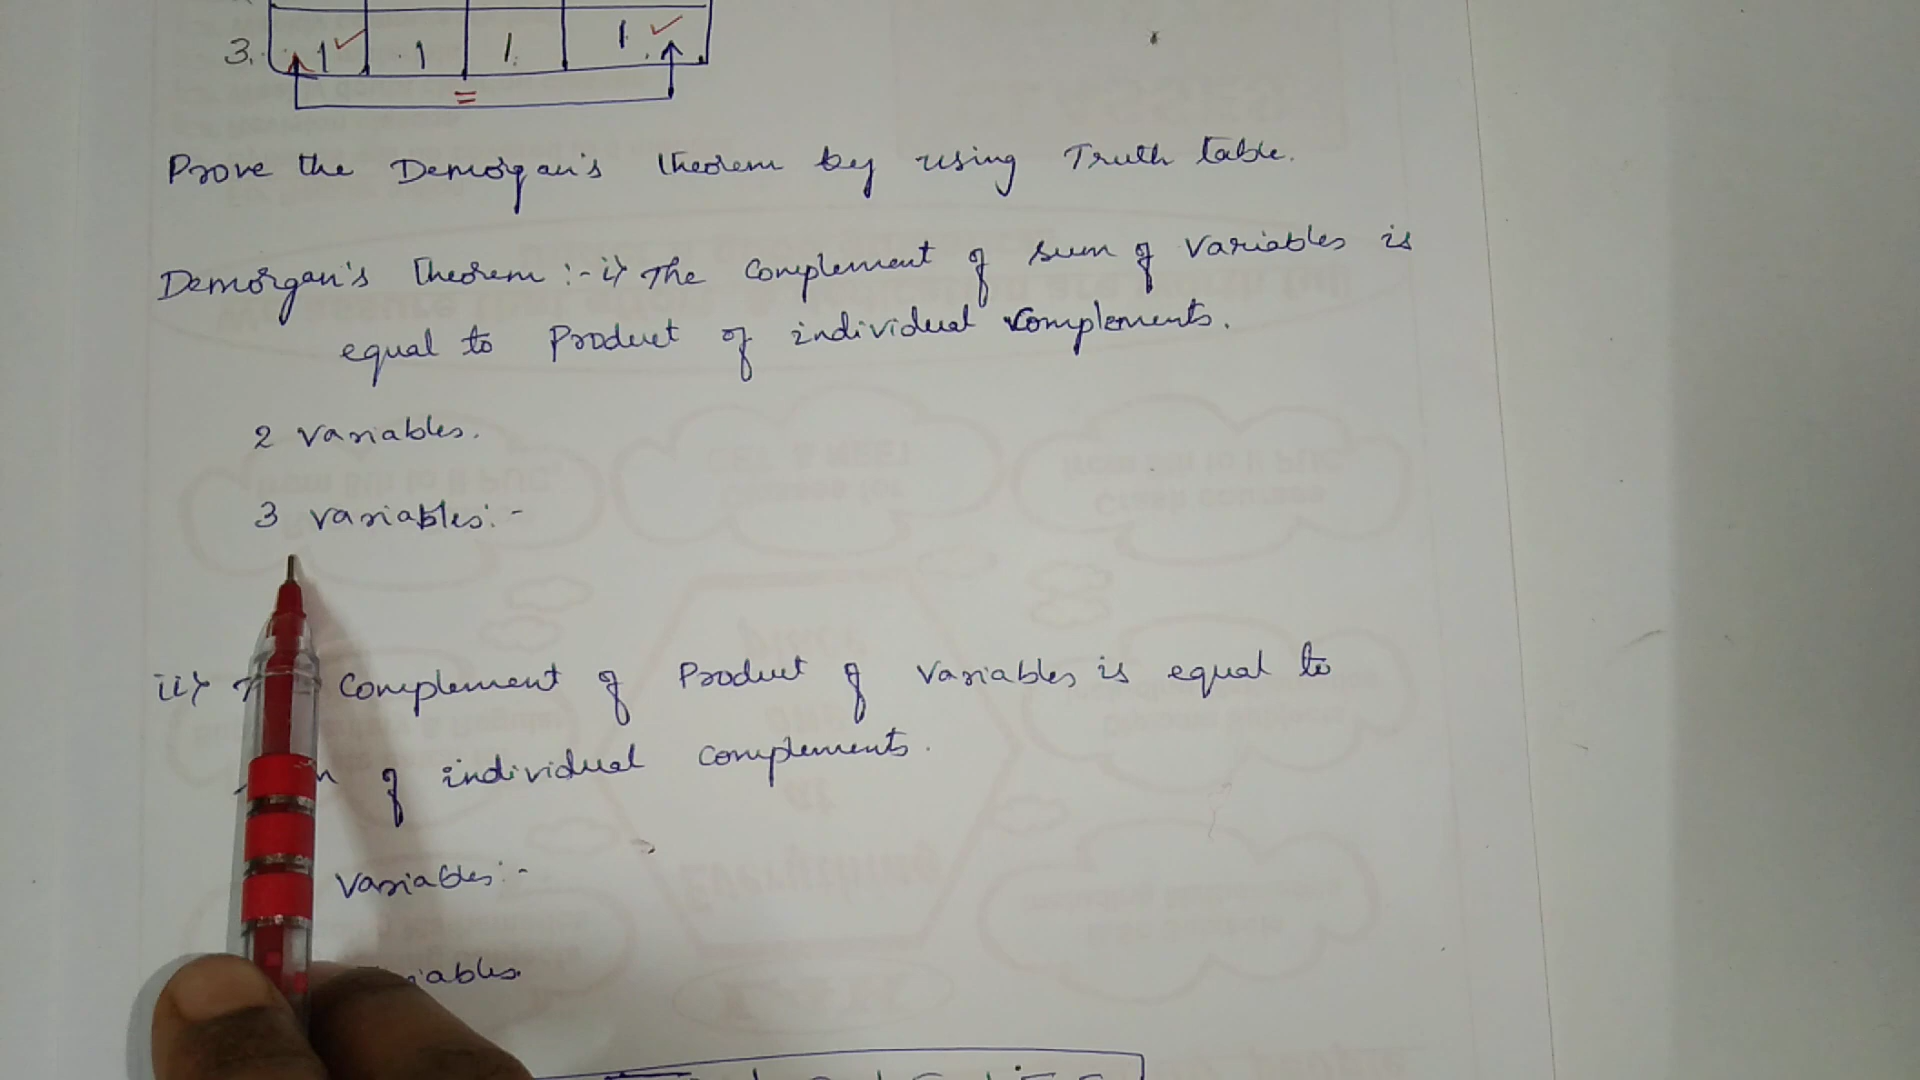 3. 1 1 1 1
=
Prove the Demorgan's theorem by using Truth table.
Demorgan's Theorem :- i> The Complement of sum of Variables is
equal to Product of individual complements.
2 variables.
3 variables: -
ii> Complement of Product of Variables is equal to
of individual complements.
Variables: -